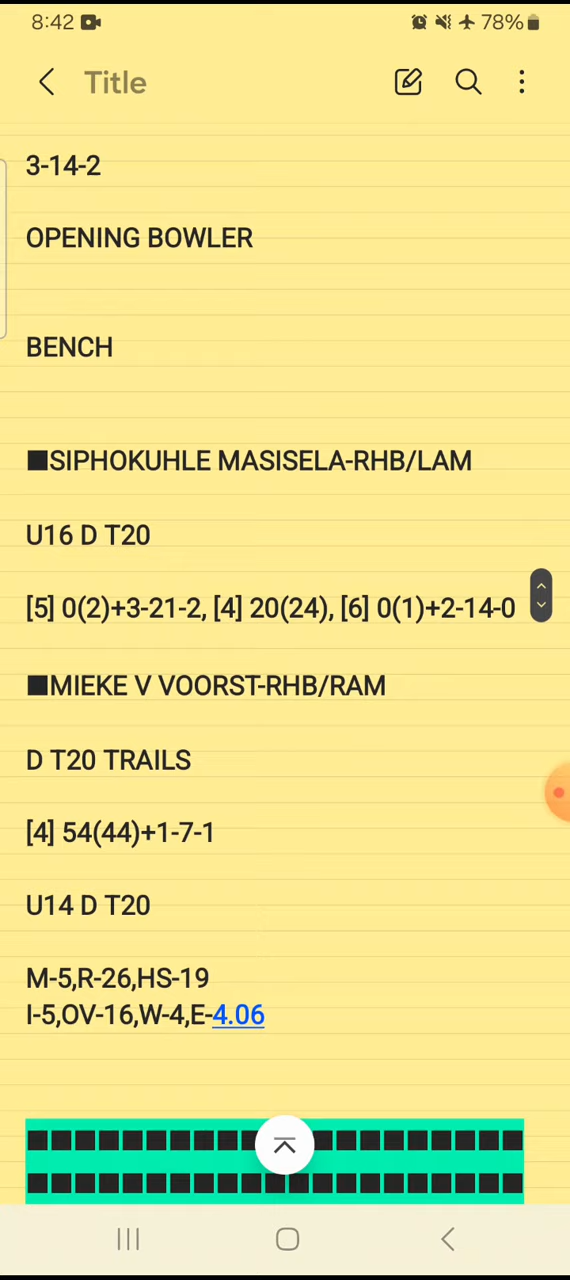 8:42
78%
Title
3-14-2
OPENING BOWLER
BENCH
■SIPHOKUHLE MASISELA-RHB/LAM
U16 D T20
[5] 0(2)+3-21-2, [4] 20(24), [6] 0(1)+2-14-0
■MIEKE V VOORST-RHB/RAM
D T20 TRAILS
[4] 54(44)+1-7-1
U14 D T20
M-5,R-26,HS-19
I-5,OV-16,W-4,E-4.06